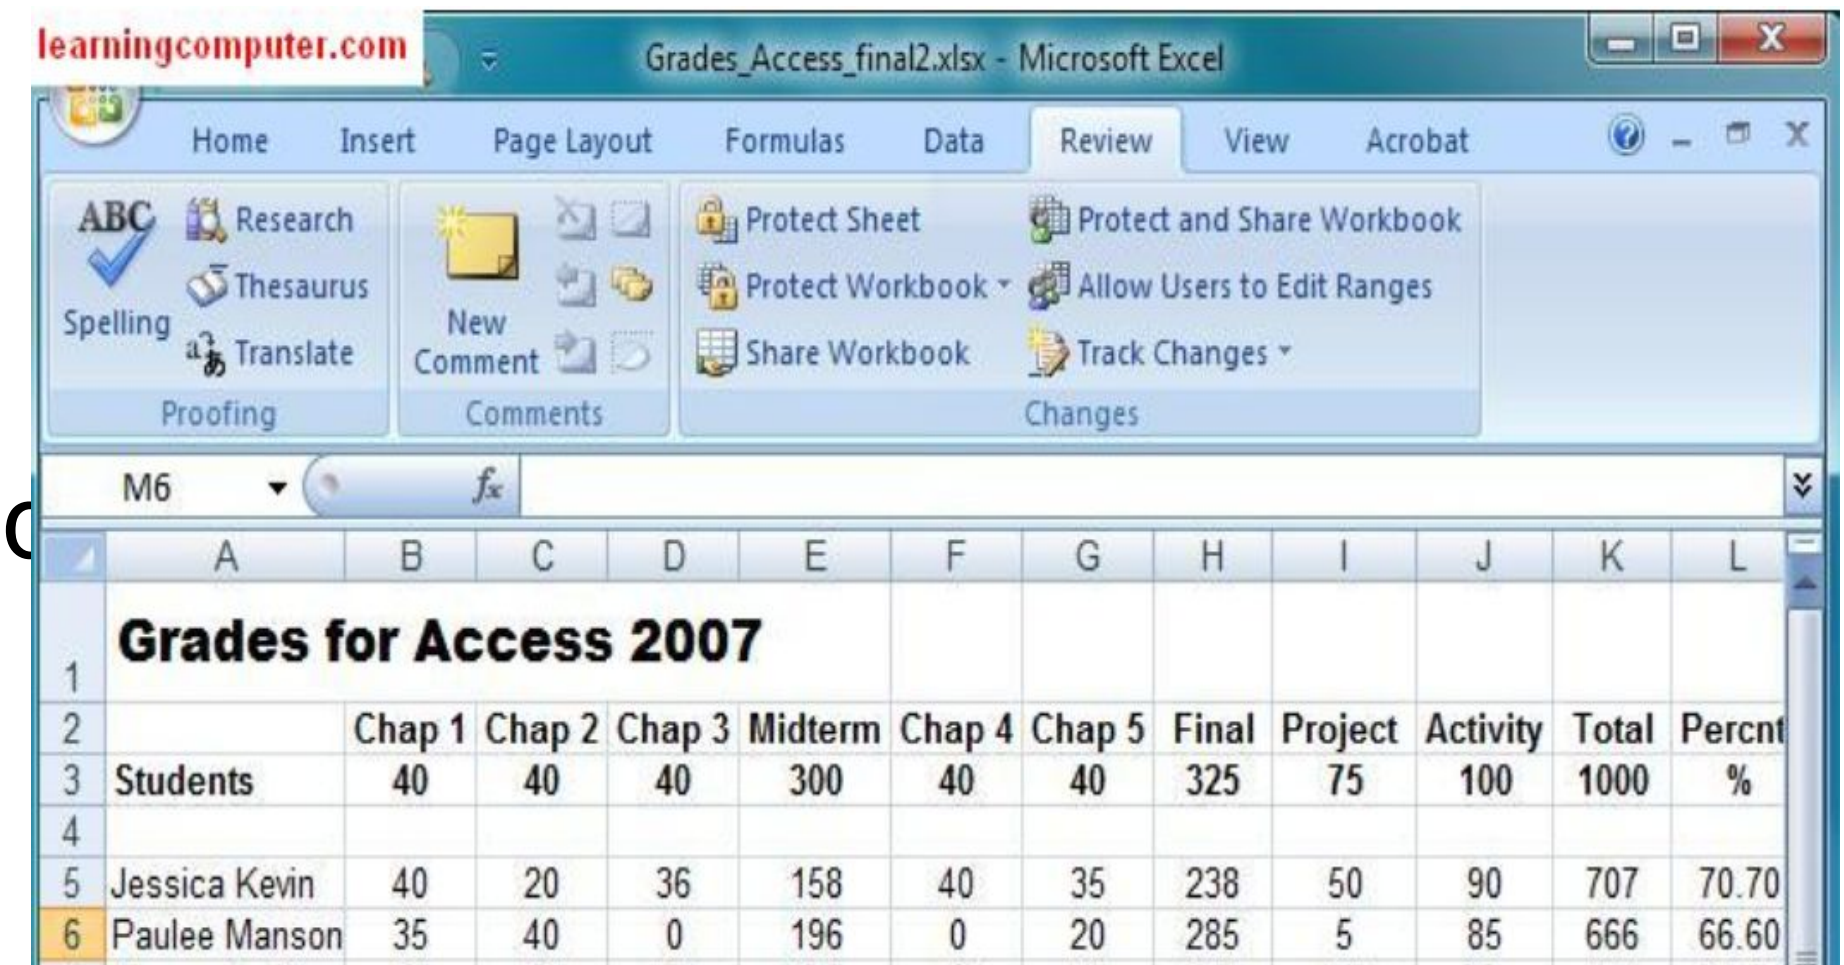 learningcomputer.com
Grades_Access_final2.xlsx - Microsoft Excel
Home Insert Page Layout Formulas Data Review View Acrobat
ABC Spelling
Research
Thesaurus
Translate
Proofing
New Comment
Comments
Protect Sheet
Protect Workbook
Share Workbook
Protect and Share Workbook
Allow Users to Edit Ranges
Track Changes
Changes
M6 fx
A B C D E F G H I J K L
1 Grades for Access 2007
2 Chap 1 Chap 2 Chap 3 Midterm Chap 4 Chap 5 Final Project Activity Total Percnt
3 Students 40 40 40 300 40 40 325 75 100 1000 %
4
5 Jessica Kevin 40 20 36 158 40 35 238 50 90 707 70.70
6 Paulee Manson 35 40 0 196 0 20 285 5 85 666 66.60